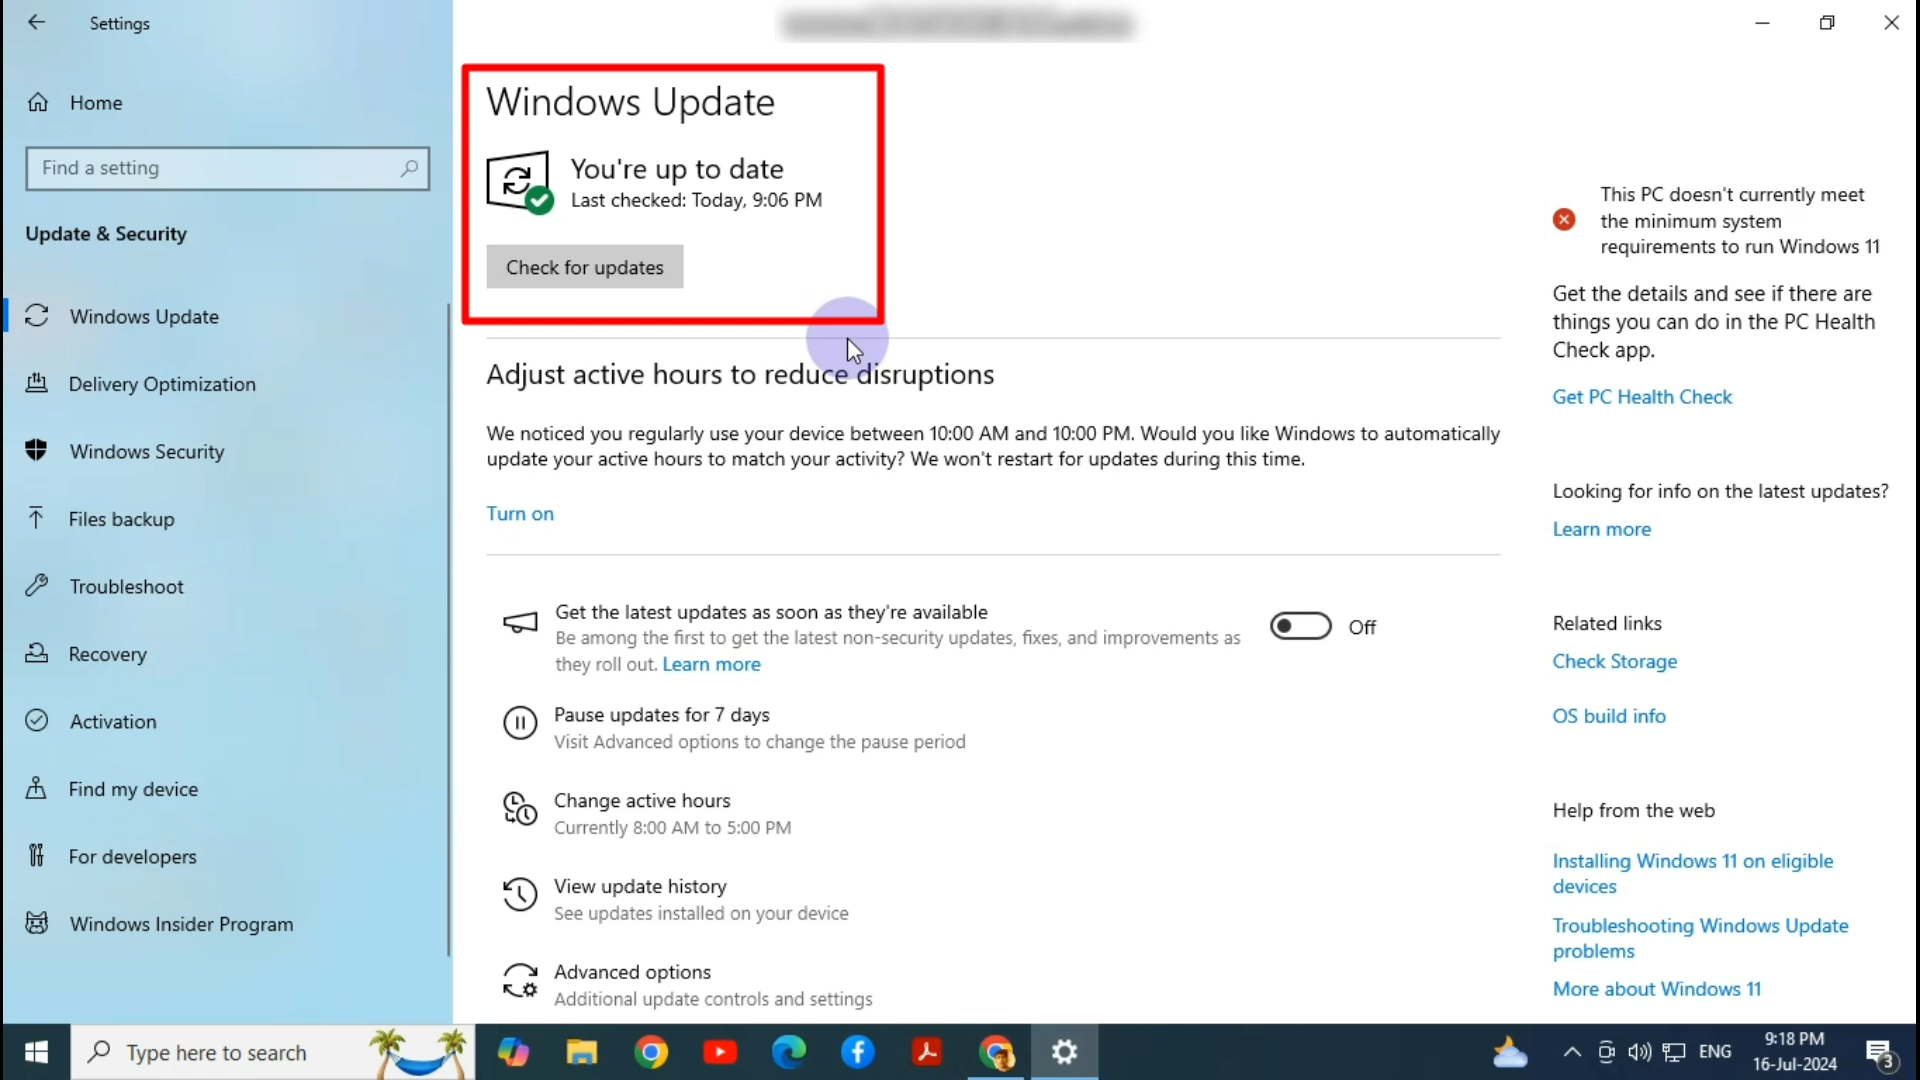 Settings
Home
Find a setting
Update & Security
Windows Update
Delivery Optimization
Windows Security
Files backup
Troubleshoot
Recovery
Activation
Find my device
For developers
Windows Insider Program
Windows Update
You're up to date
Last checked: Today, 9:06 PM
Check for updates
Adjust active hours to reduce disruptions
We noticed you regularly use your device between 10:00 AM and 10:00 PM. Would you like Windows to automatically
update your active hours to match your activity? We won't restart for updates during this time.
Turn on
Get the latest updates as soon as they're available
Be among the first to get the latest non-security updates, fixes, and improvements as
they roll out. Learn more
Off
Pause updates for 7 days
Visit Advanced options to change the pause period
Change active hours
Currently 8:00 AM to 5:00 PM
View update history
See updates installed on your device
Advanced options
Additional update controls and settings
This PC doesn't currently meet
the minimum system
requirements to run Windows 11
Get the details and see if there are
things you can do in the PC Health
Check app.
Get PC Health Check
Looking for info on the latest updates?
Learn more
Related links
Check Storage
OS build info
Help from the web
Installing Windows 11 on eligible
devices
Troubleshooting Windows Update
problems
More about Windows 11
Type here to search
ENG
9:18 PM
16-Jul-2024
3